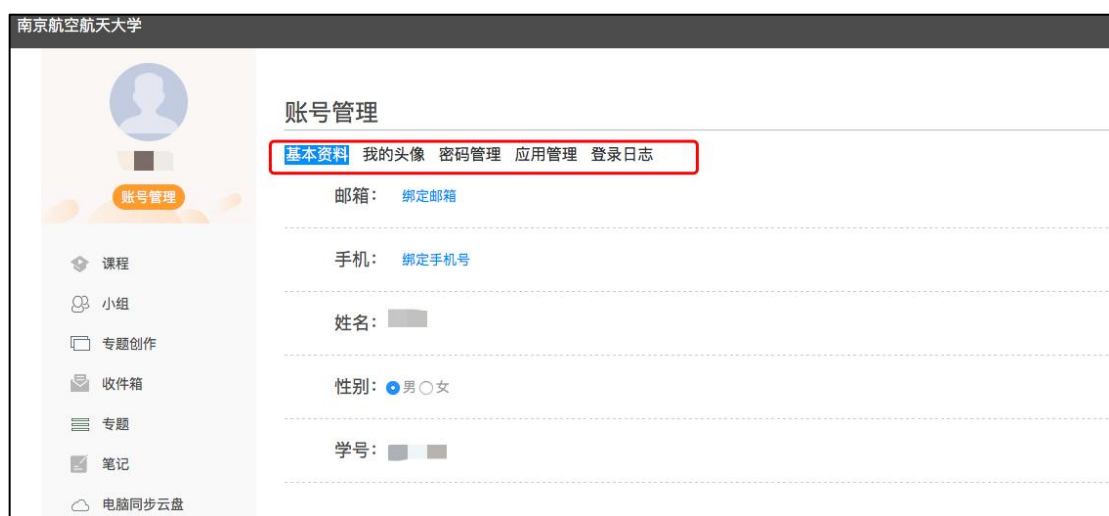 南京航空航天大学
账号管理
账号管理
基本资料 我的头像 密码管理 应用管理 登录日志
邮箱： 绑定邮箱
手机： 绑定手机号
姓名：
性别： 男 女
学号：
课程
小组
专题创作
收件箱
专题
笔记
电脑同步云盘